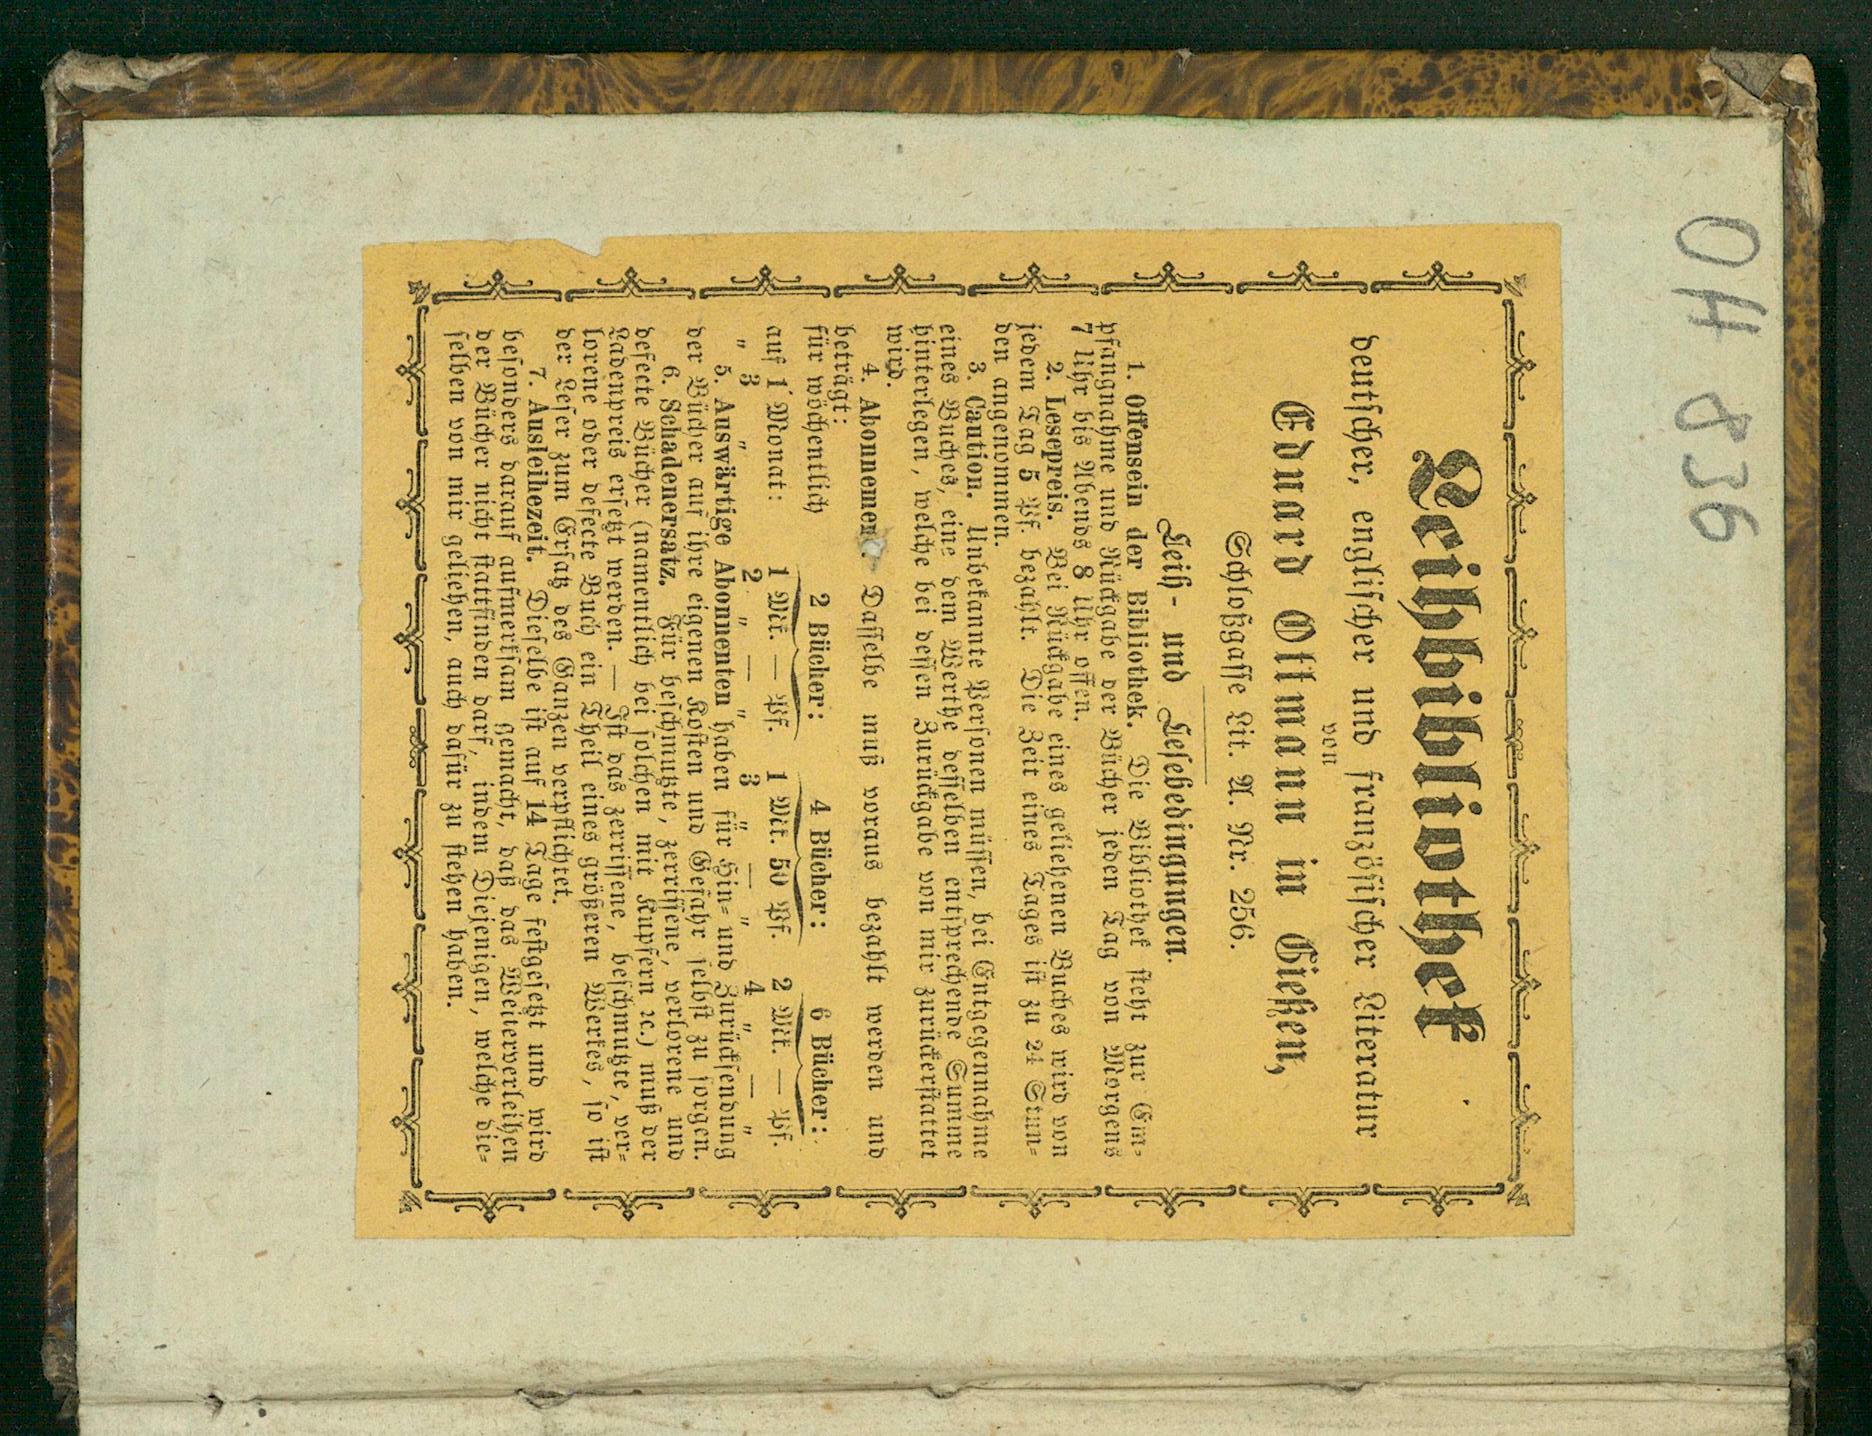 OH 836
Leihbibliothek
deutscher, englischer und französischer Literatur
von
Eduard Ottmann in Gießen,
Schloßgasse Lit. A. Nr. 256.
Leih- und Lesebedingungen.
1. Offensein der Bibliothek. Die Bibliothek steht zur Em-
pfangnahme und Rückgabe der Bücher jeden Tag von Morgens
7 Uhr bis Abends 8 Uhr offen.
2. Lesepreis. Bei Rückgabe eines geliehenen Buches wird von
jedem Tag 5 Pf. bezahlt. Die Zeit eines Tages ist zu 24 Stun-
den angenommen.
3. Caution. Unbekannte Personen müssen, bei Entgegennahme
eines Buches, eine dem Werthe desselben entsprechende Summe
hinterlegen, welche bei dessen Zurückgabe von mir zurückerstattet
wird.
4. Abonnement. Dasselbe muß voraus bezahlt werden und
beträgt:
für wöchentlich 2 Bücher: 4 Bücher: 6 Bücher:
auf 1 Monat: 1 Mk. — Pf. 1 Mk. 50 Pf. 2 Mk. — Pf.
" 3 " 2 " — " 3 " — " 4 " — "
5. Auswärtige Abonnenten haben für Hin- und Zurücksendung
der Bücher auf ihre eigenen Kosten und Gefahr selbst zu sorgen.
6. Schadenersatz. Für beschmutzte, zerrissene, verlorene und
defecte Bücher (namentlich bei solchen mit Kupfern ꝛc.) muß der
Ladenpreis ersetzt werden. — Ist das zerrissene, beschmutzte, ver-
lorene oder defecte Buch ein Theil eines größeren Werkes, so ist
der Leser zum Ersatz des Ganzen verpflichtet.
7. Ausleihezeit. Dieselbe ist auf 14 Tage festgesetzt und wird
besonders darauf aufmerksam gemacht, daß das Weiterverleihen
der Bücher nicht stattfinden darf, indem Diejenigen, welche die-
selben von mir geliehen, auch dafür zu stehen haben.